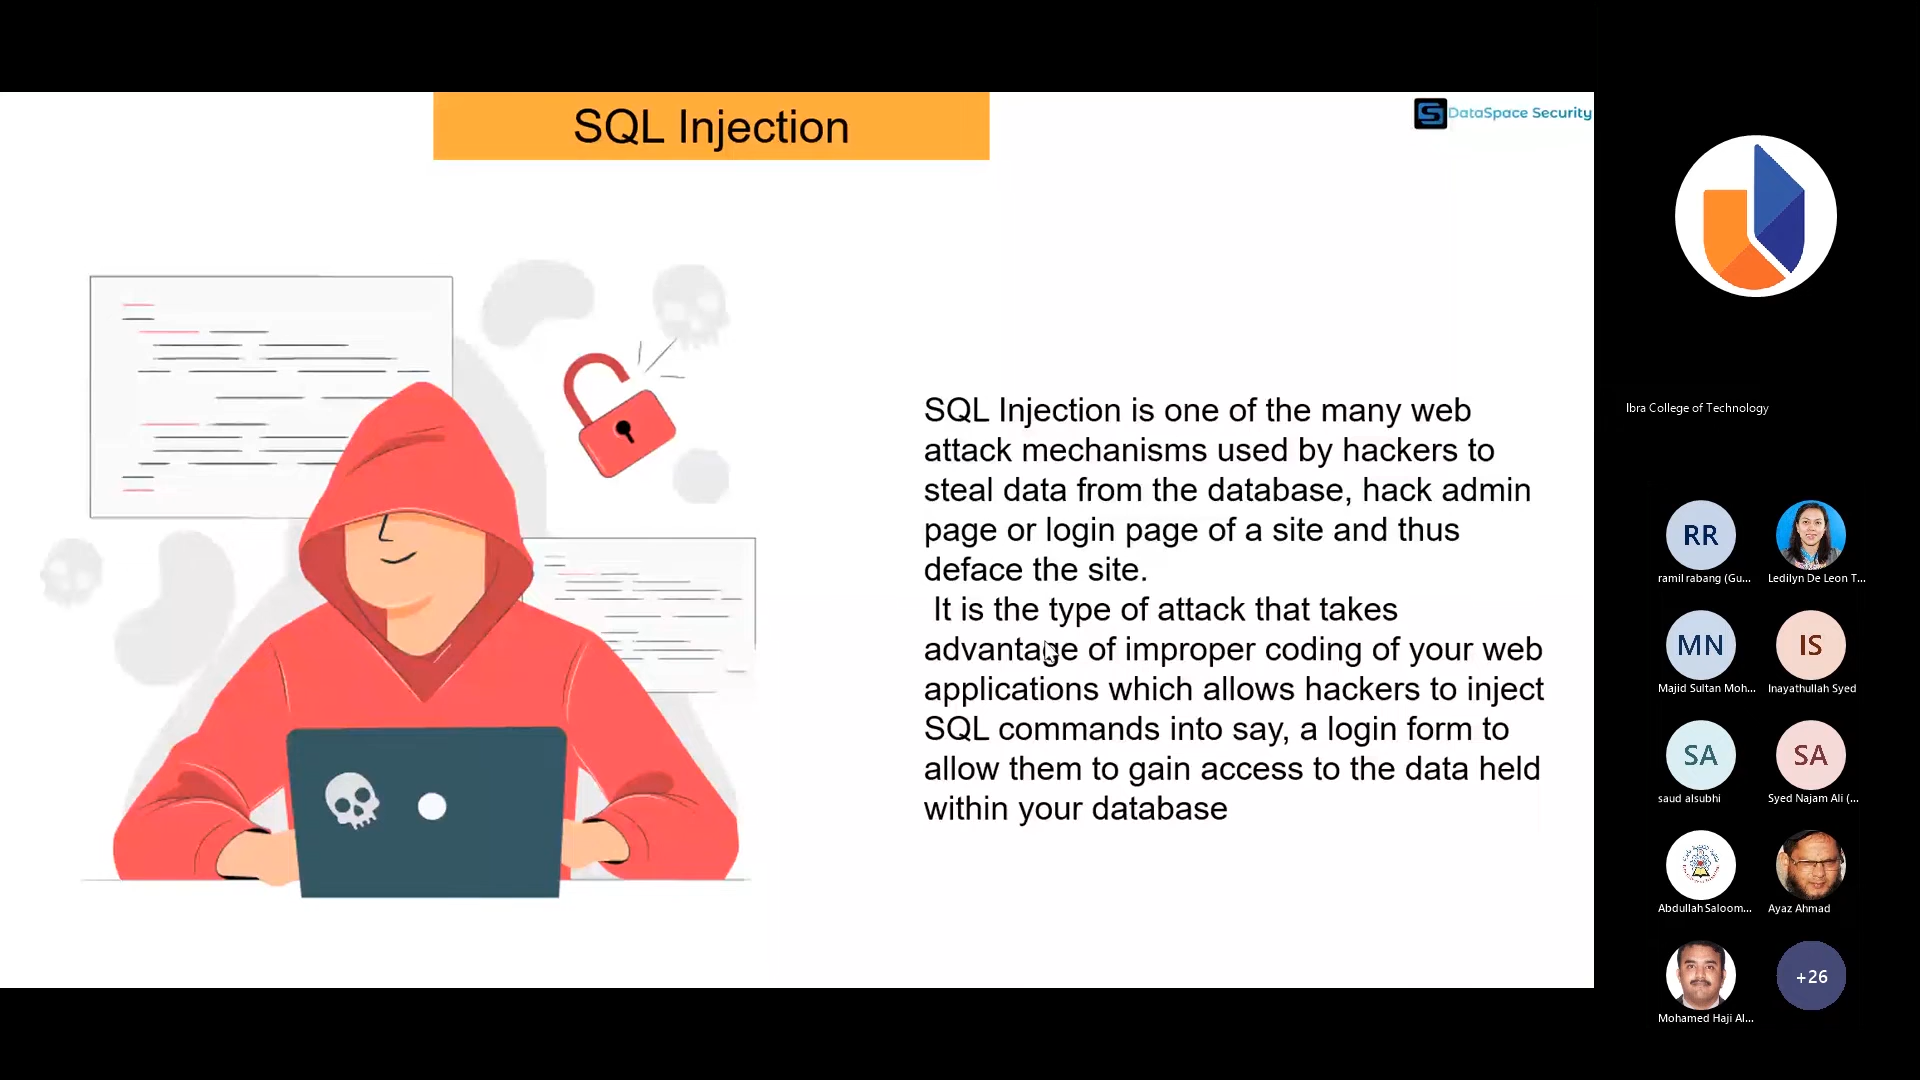 SQL Injection
DataSpace Security
SQL Injection is one of the many web
attack mechanisms used by hackers to
steal data from the database, hack admin
page or login page of a site and thus
deface the site.
It is the type of attack that takes
advantage of improper coding of your web
applications which allows hackers to inject
SQL commands into say, a login form to
allow them to gain access to the data held
within your database
Ibra College of Technology
RR
ramil rabang (Gu...
Ledilyn De Leon T...
MN
Majid Sultan Moh...
IS
Inayathullah Syed
SA
saud alsubhi
SA
Syed Najam Ali (...
Abdullah Saloom...
Ayaz Ahmad
Mohamed Haji Al...
+26